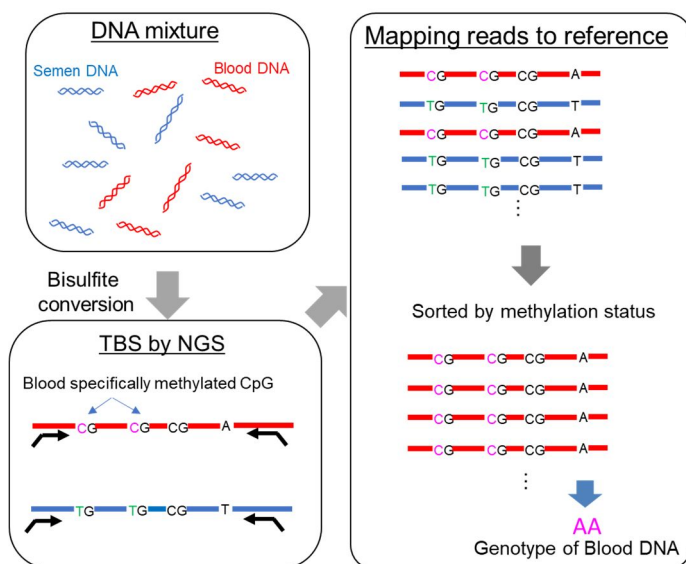 DNA mixture
Semen DNA
Blood DNA
Bisulfite
conversion
TBS by NGS
Blood specifically methylated CpG
CG CG CG A
TG TG CG T
Mapping reads to reference
CG CG CG A
TG TG CG T
CG CG CG A
TG TG CG T
TG TG CG T
⋮
Sorted by methylation status
CG CG CG A
CG CG CG A
CG CG CG A
CG CG CG A
⋮
AA
Genotype of Blood DNA